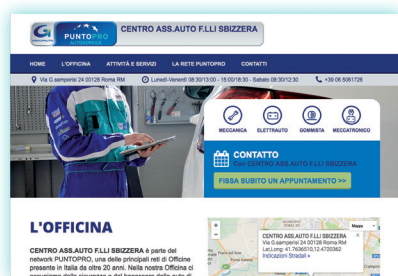 G
PUNTOPRO
AUTOSERVICE
CENTRO ASS.AUTO F.LLI SBIZZERA
HOME L'OFFICINA ATTIVITÀ E SERVIZI LA RETE PUNTOPRO CONTATTI
Via G.samperisi 24 00128 Roma RM Lunedì-Venerdì 08:30/13:00 - 15:00/18:30 - Sabato 08:30/12:30 +39 06 5061726
MECCANICA ELETTRAUTO GOMMISTA MECCATRONICO
CONTATTO
Con CENTRO ASS.AUTO F.LLI SBIZZERA
FISSA SUBITO UN APPUNTAMENTO >>
L'OFFICINA
CENTRO ASS.AUTO F.LLI SBIZZERA è parte del
network PUNTOPRO, una delle principali reti di Officine
presente in Italia da oltre 20 anni. Nella nostra Officina ci
Mappa
CENTRO ASS.AUTO F.LLI SBIZZERA
Via G.samperisi 24 00128 Roma RM
Lat,Long: 41.7636510,12.4720362
Indicazioni Stradali